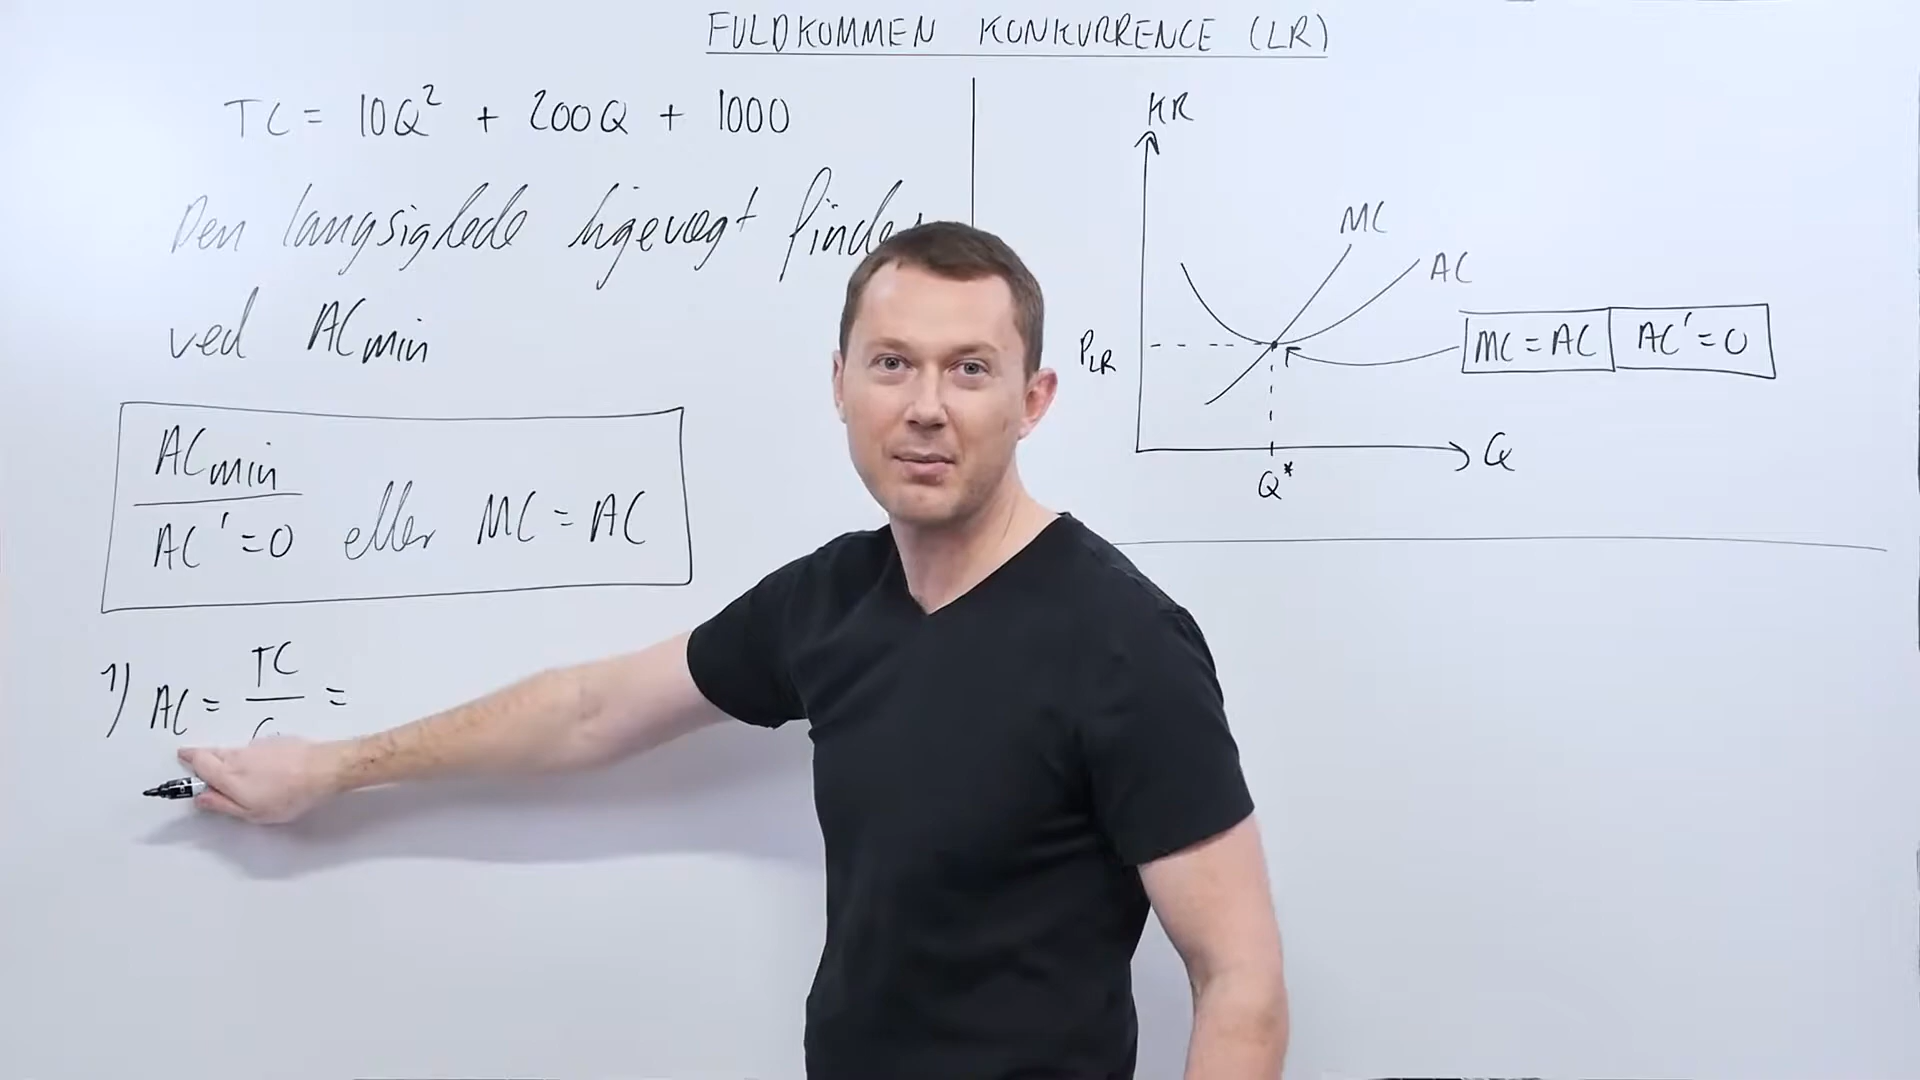 FULDKOMMEN KONKURRENCE (LR)
TC = 10Q² + 200Q + 1000
Den langsigtede ligevægt findes
ved ACmin
ACmin
AC' = 0 eller MC = AC
1) AC = TC
=
KR
MC
AC
MC = AC AC' = 0
PLR
Q
Q*